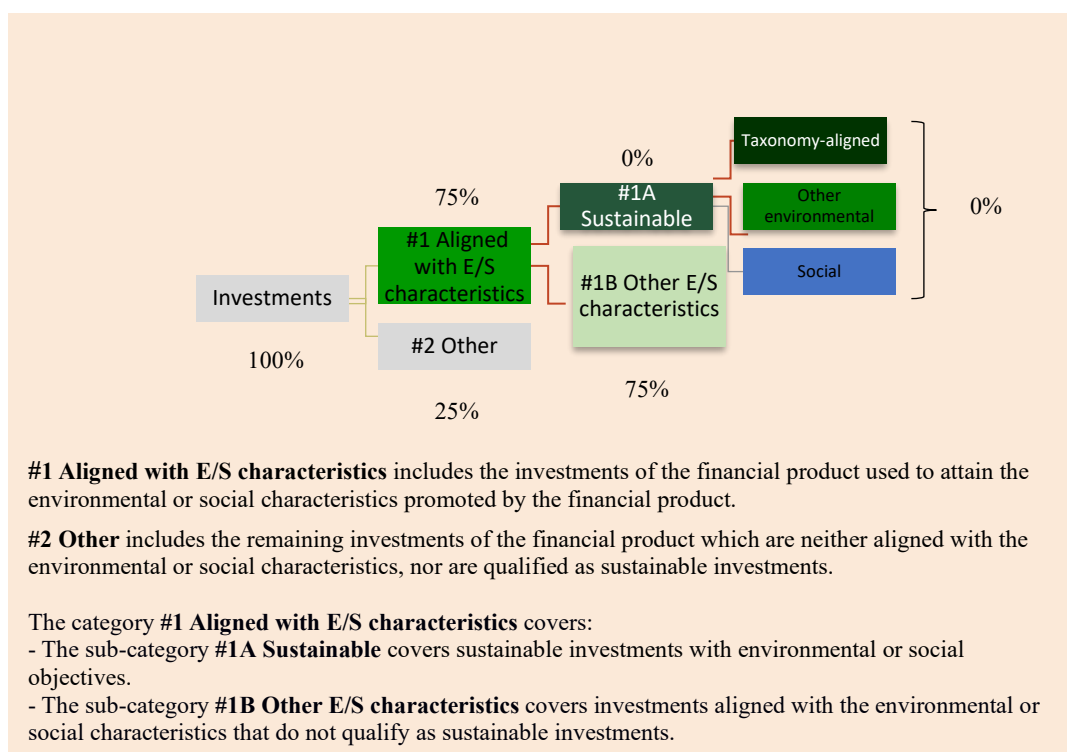 0%
Taxonomy-aligned
75%
#1A
Sustainable
Other
environmental
0%
#1 Aligned
with E/S
characteristics
Investments
#1B Other E/S
characteristics
Social
#2 Other
100%
75%
25%
#1 Aligned with E/S characteristics includes the investments of the financial product used to attain the
environmental or social characteristics promoted by the financial product.
#2 Other includes the remaining investments of the financial product which are neither aligned with the
environmental or social characteristics, nor are qualified as sustainable investments.
The category #1 Aligned with E/S characteristics covers:
- The sub-category #1A Sustainable covers sustainable investments with environmental or social
objectives.
- The sub-category #1B Other E/S characteristics covers investments aligned with the environmental or
social characteristics that do not qualify as sustainable investments.